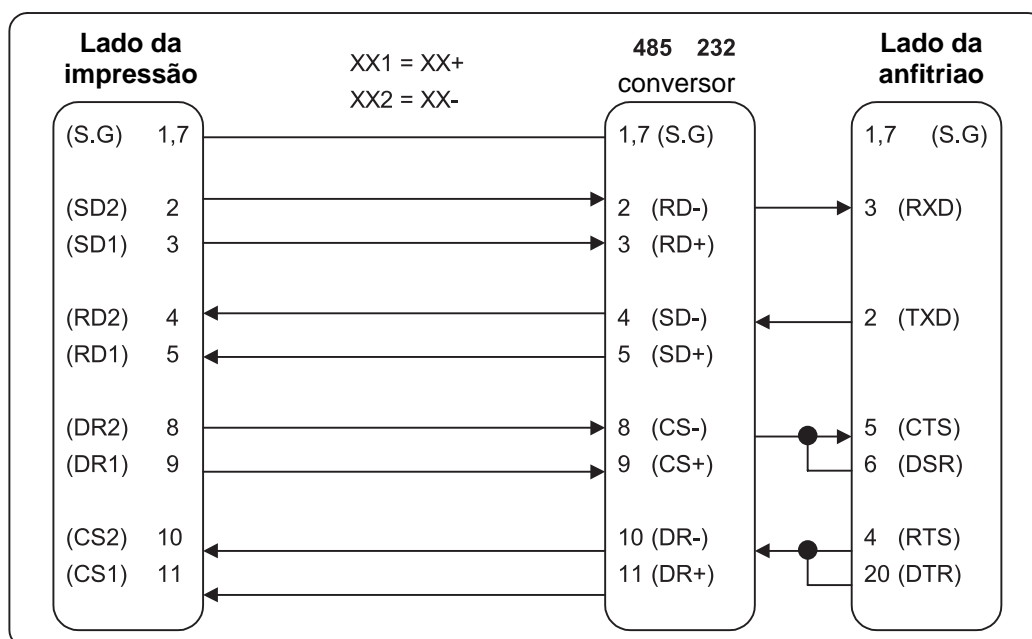 Lado da
impressão
XX1 = XX+
XX2 = XX-
485 232
conversor
Lado da
anfitriao
(S.G) 1,7
1,7 (S.G)
1,7 (S.G)
(SD2) 2
2 (RD-)
3 (RXD)
(SD1) 3
3 (RD+)
(RD2) 4
4 (SD-)
2 (TXD)
(RD1) 5
5 (SD+)
(DR2) 8
8 (CS-)
5 (CTS)
(DR1) 9
9 (CS+)
6 (DSR)
(CS2) 10
10 (DR-)
4 (RTS)
(CS1) 11
11 (DR+)
20 (DTR)